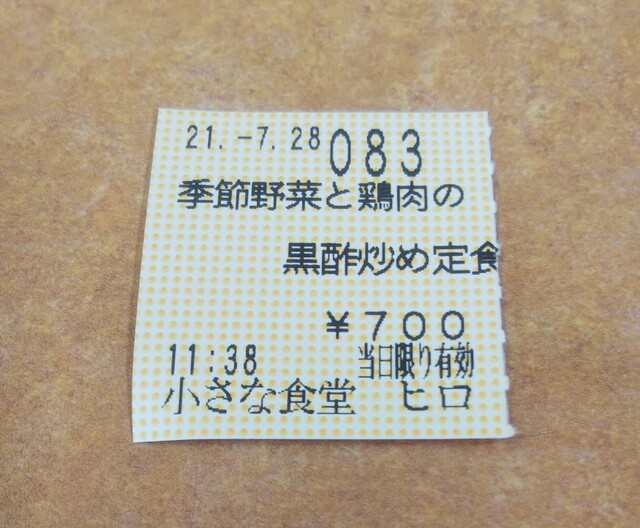 21.-7.28 083
季節野菜と鶏肉の
黒酢炒め定食
¥700
11:38 当日限り有効
小さな食堂 ヒロ